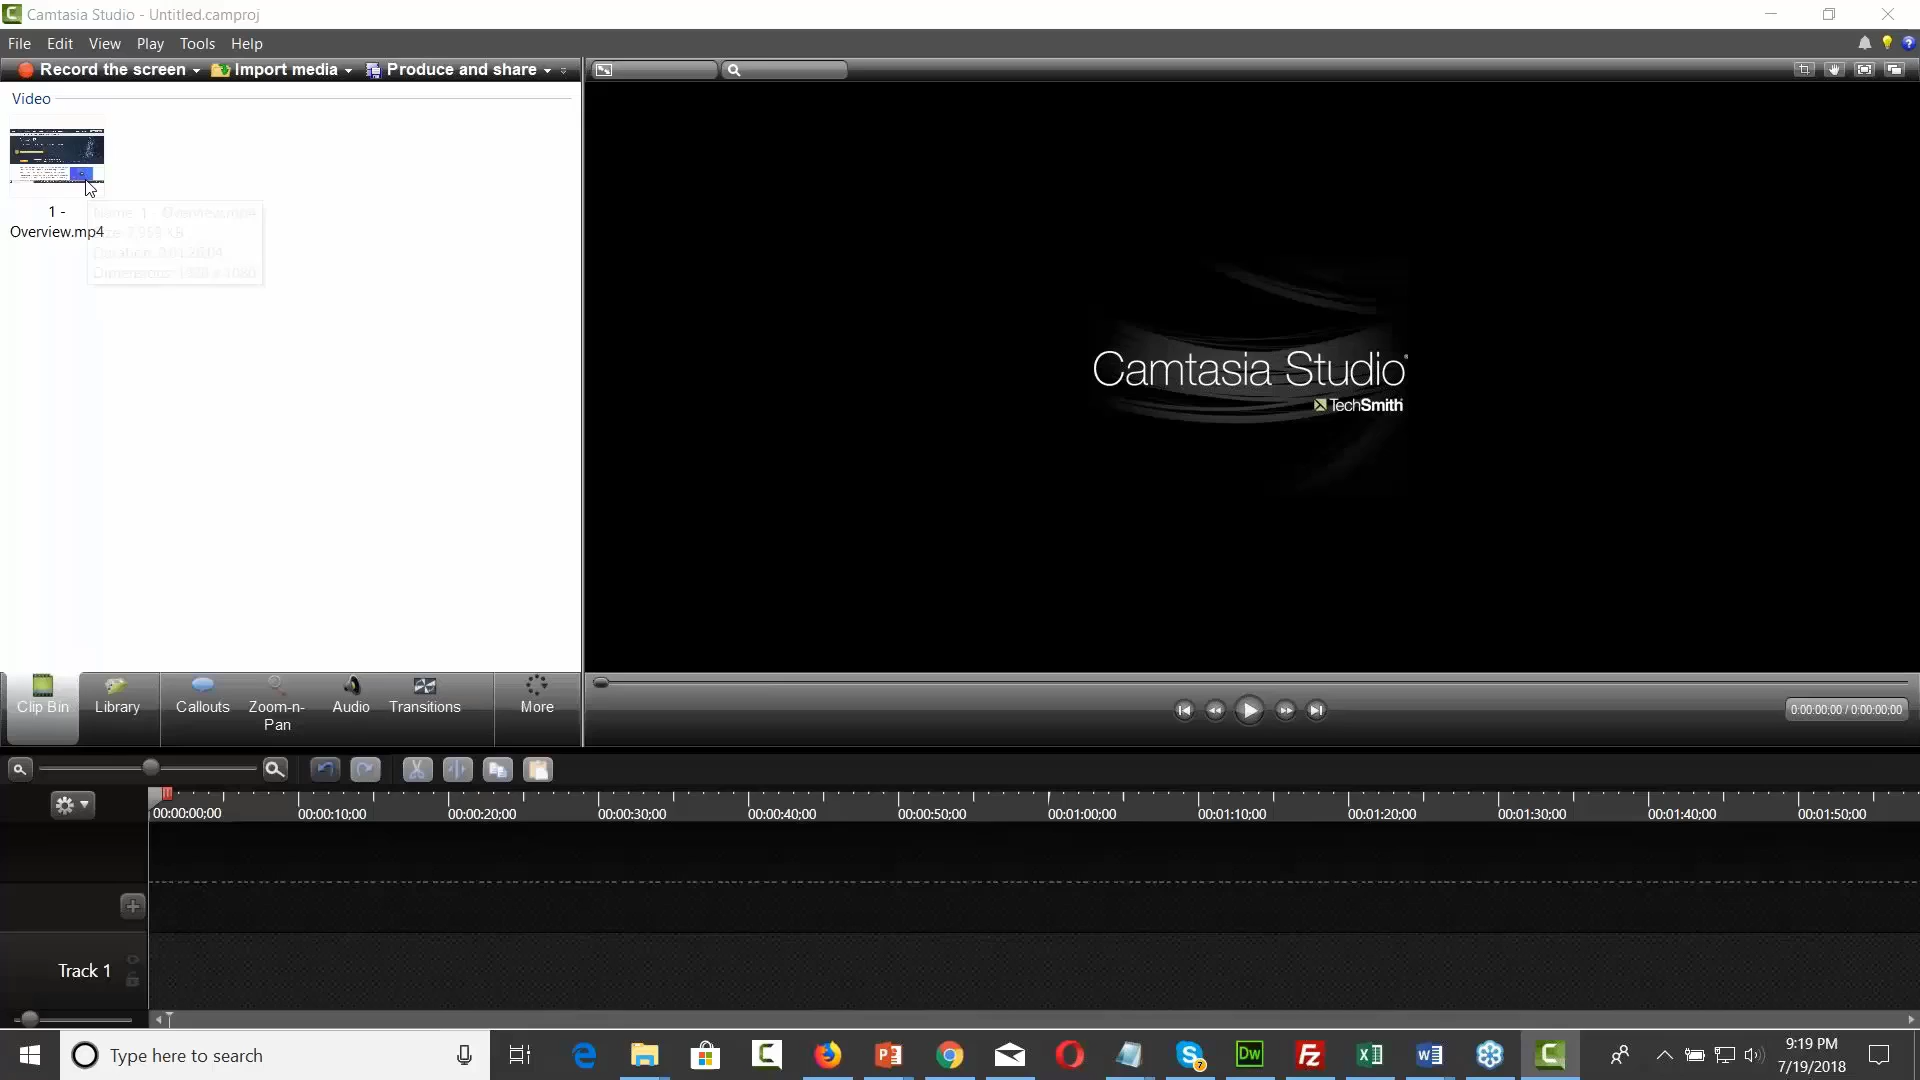 Camtasia Studio - Untitled.camproj
File Edit View Play Tools Help
Record the screen Import media Produce and share
Video
1 -
Overview.mp4
Camtasia Studio
TechSmith
Clip Bin Library Callouts Zoom-n-Pan Audio Transitions More
0:00:00;00 / 0:00:00;00
00:00:00;00 00:00:10;00 00:00:20;00 00:00:30;00 00:00:40;00 00:00:50;00 00:01:00;00 00:01:10;00 00:01:20;00 00:01:30;00 00:01:40;00 00:01:50;00
Track 1
Type here to search
9:19 PM
7/19/2018